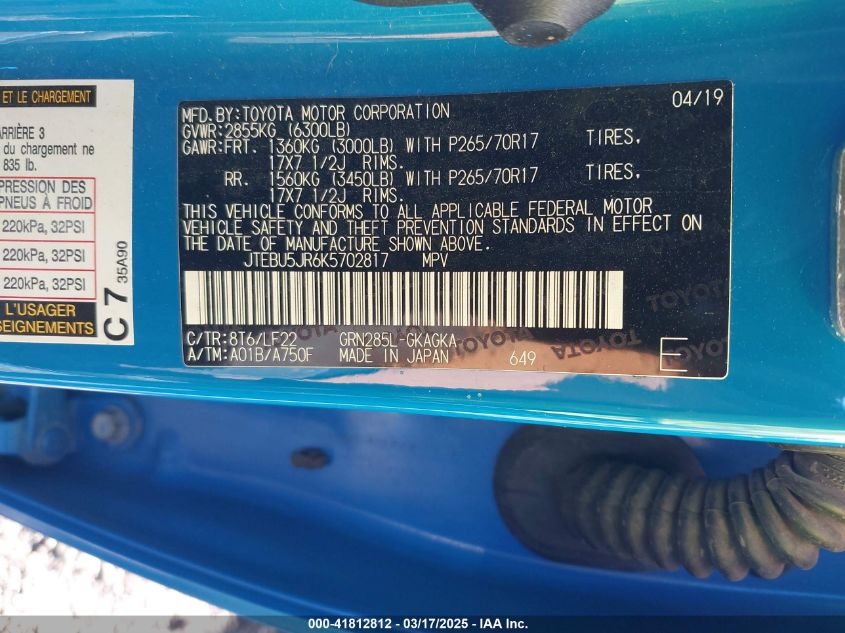 ET LE CHARGEMENT
ARRIÈRE 3
du chargement ne
835 lb.
PRESSION DES
PNEUS À FROID
220kPa, 32PSI
220kPa, 32PSI
220kPa, 32PSI
L'USAGER
C 7 35A90
MFD. BY:TOYOTA MOTOR CORPORATION 04/19
GVWR:2855KG (6300LB)
GAWR:FRT. 1360KG (3000LB) WITH P265/70R17 TIRES,
17X7 1/2J RIMS.
RR. 1560KG (3450LB) WITH P265/70R17 TIRES,
17X7 1/2J RIMS.
THIS VEHICLE CONFORMS TO ALL APPLICABLE FEDERAL MOTOR
VEHICLE SAFETY AND THEFT PREVENTION STANDARDS IN EFFECT ON
THE DATE OF MANUFACTURE SHOWN ABOVE.
JTEBU5JR6K5702817 MPV
C/TR:8T6/LF22 GRN285L-GKAGKA
A/TM:A01B/A750F MADE IN JAPAN 649 E
TOYOTA TOYOTA TOYOTA
000-41812812 - 03/17/2025 - IAA Inc.